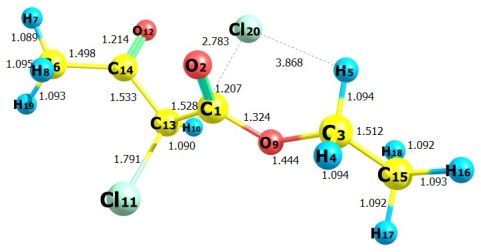 H7
O12
Cl20
1.089
1.214
2.783
1.498
O2
3.868
1.095
H8
C6
C14
H5
1.207
1.093
1.533
1.094
H19
1.528
C1
1.324
C13
H10
C3
1.512
1.090
O9
H18
1.092
1.444
H4
1.791
1.094
C15
H16
1.093
Cl11
1.092
H17